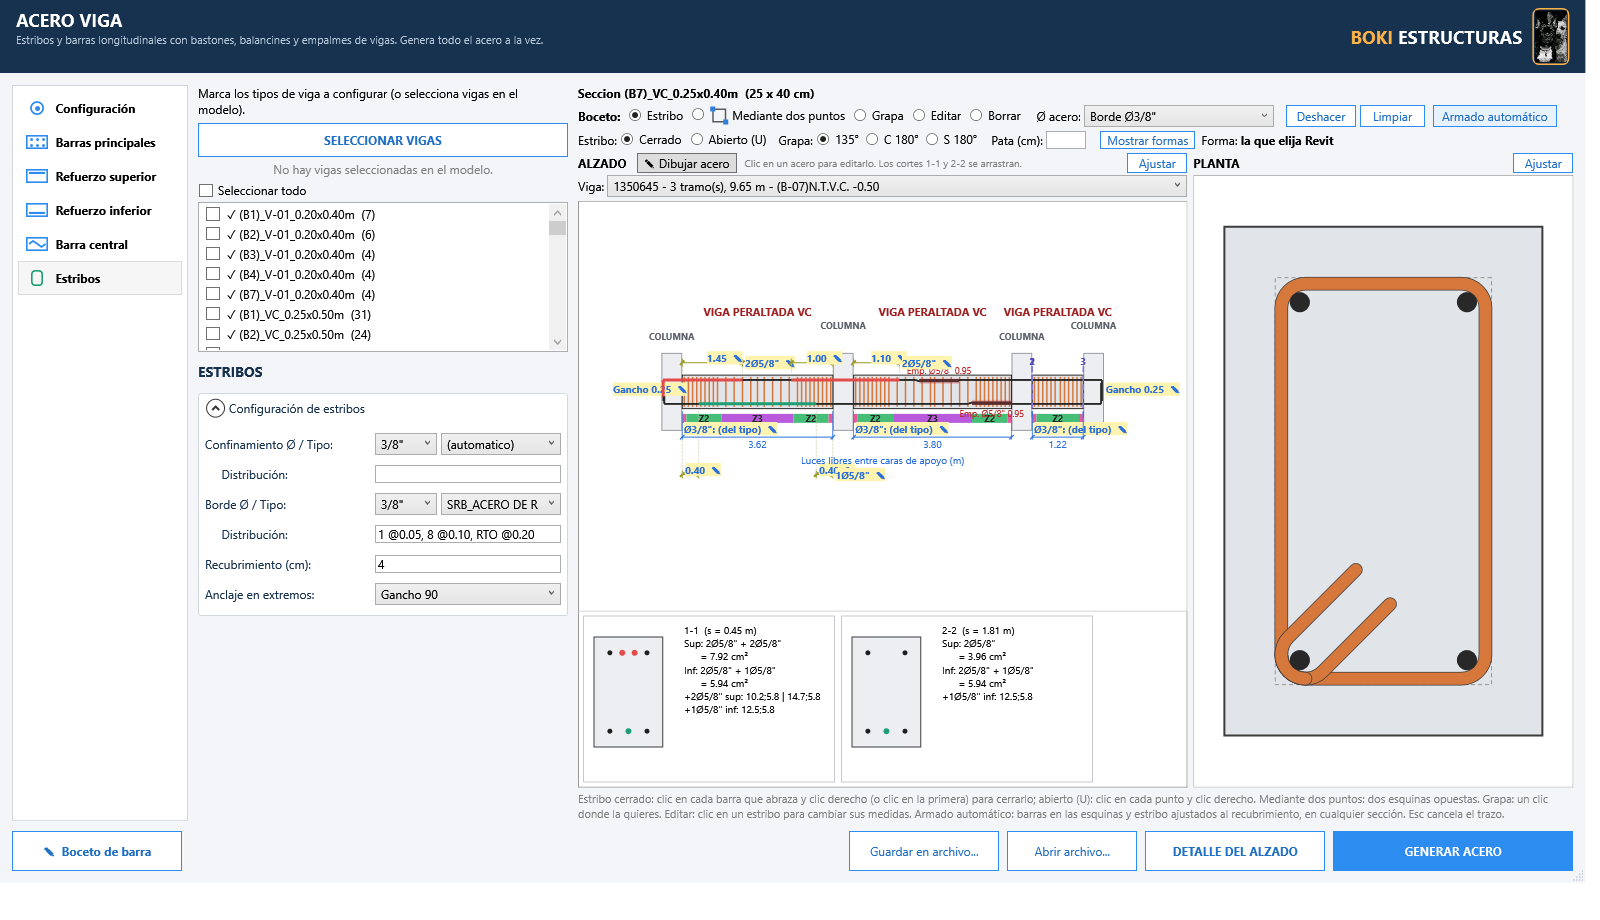 ACERO VIGA
Estribos y barras longitudinales con bastones, balancines y empalmes de vigas. Genera todo el acero a la vez.
BOKI ESTRUCTURAS
Configuración
Barras principales
Refuerzo superior
Refuerzo inferior
Barra central
Estribos
Marca los tipos de viga a configurar (o selecciona vigas en el
modelo).
SELECCIONAR VIGAS
No hay vigas seleccionadas en el modelo.
Seleccionar todo
✓ (B1)_V-01_0.20x0.40m (7)
✓ (B2)_V-01_0.20x0.40m (6)
✓ (B3)_V-01_0.20x0.40m (4)
✓ (B4)_V-01_0.20x0.40m (4)
✓ (B7)_V-01_0.20x0.40m (4)
✓ (B1)_VC_0.25x0.50m (31)
✓ (B2)_VC_0.25x0.50m (24)
ESTRIBOS
Configuración de estribos
Confinamiento Ø / Tipo: 3/8" (automatico)
Distribución:
Borde Ø / Tipo: 3/8" SRB_ACERO DE R
Distribución: 1 @0.05, 8 @0.10, RTO @0.20
Recubrimiento (cm): 4
Anclaje en extremos: Gancho 90
Seccion (B7)_VC_0.25x0.40m (25 x 40 cm)
Boceto: Estribo Mediante dos puntos Grapa Editar Borrar Ø acero: Borde Ø3/8" Deshacer Limpiar Armado automático
Estribo: Cerrado Abierto (U) Grapa: 135° C 180° S 180° Pata (cm): Mostrar formas Forma: la que elija Revit
ALZADO Dibujar acero Clic en un acero para editarlo. Los cortes 1-1 y 2-2 se arrastran. Ajustar
Viga: 1350645 - 3 tramo(s), 9.65 m - (B-07)N.T.V.C. -0.50
VIGA PERALTADA VC VIGA PERALTADA VC VIGA PERALTADA VC
COLUMNA COLUMNA COLUMNA COLUMNA
1.45 2Ø5/8" 1.00 1.10 2Ø5/8" 3
Emp. Ø5/8" 0.95
Gancho 0.25 Gancho 0.25
Emp. Ø5/8" 0.95
Z2 Z3 Z2 Z2 Z3 Z2 Z2
Ø3/8": (del tipo) Ø3/8": (del tipo) Ø3/8": (del tipo)
3.62 3.80 1.22
Luces libres entre caras de apoyo (m)
0.40 0.40 1Ø5/8"
1-1 (s = 0.45 m)
Sup: 2Ø5/8" + 2Ø5/8"
= 7.92 cm²
Inf: 2Ø5/8" + 1Ø5/8"
= 5.94 cm²
+2Ø5/8" sup: 10.2;5.8 | 14.7;5.8
+1Ø5/8" inf: 12.5;5.8
2-2 (s = 1.81 m)
Sup: 2Ø5/8"
= 3.96 cm²
Inf: 2Ø5/8" + 1Ø5/8"
= 5.94 cm²
+1Ø5/8" inf: 12.5;5.8
PLANTA Ajustar
Estribo cerrado: clic en cada barra que abraza y clic derecho (o clic en la primera) para cerrarlo; abierto (U): clic en cada punto y clic derecho. Mediante dos puntos: dos esquinas opuestas. Grapa: un clic
donde la quieres. Editar: clic en un estribo para cambiar sus medidas. Armado automático: barras en las esquinas y estribo ajustados al recubrimiento, en cualquier sección. Esc cancela el trazo.
Boceto de barra
Guardar en archivo...
Abrir archivo...
DETALLE DEL ALZADO
GENERAR ACERO